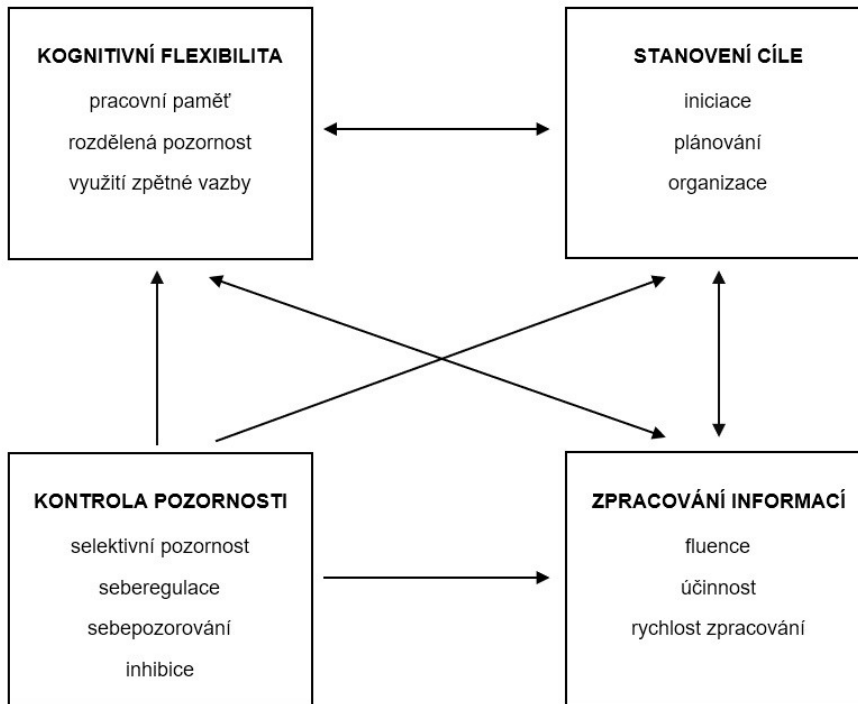 KOGNITIVNÍ FLEXIBILITA
pracovní paměť
rozdělená pozornost
využití zpětné vazby
STANOVENÍ CÍLE
iniciace
plánování
organizace
KONTROLA POZORNOSTI
selektivní pozornost
seberegulace
sebepozorování
inhibice
ZPRACOVÁNÍ INFORMACÍ
fluence
účinnost
rychlost zpracování